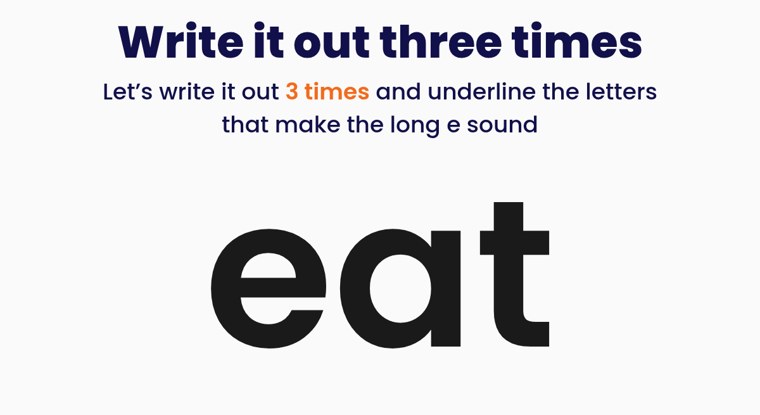 Write it out three times
Let’s write it out 3 times and underline the letters
that make the long e sound
eat